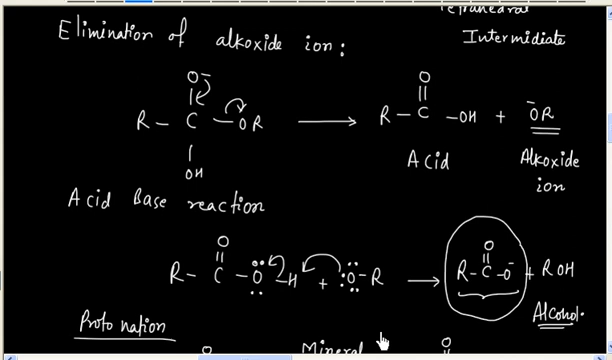 Tetrahedral
Elimination of alkoxide ion :
Intermidiate
O⁻
R – C – OR ⟶ R – C – OH + ⁻OR
O
OH
Acid
Alkoxide
ion
Acid Base reaction
O
R – C – O – H + :O – R ⟶ R – C – O⁻ + ROH
O
Alcohol.
Protonation
Mineral
O
O